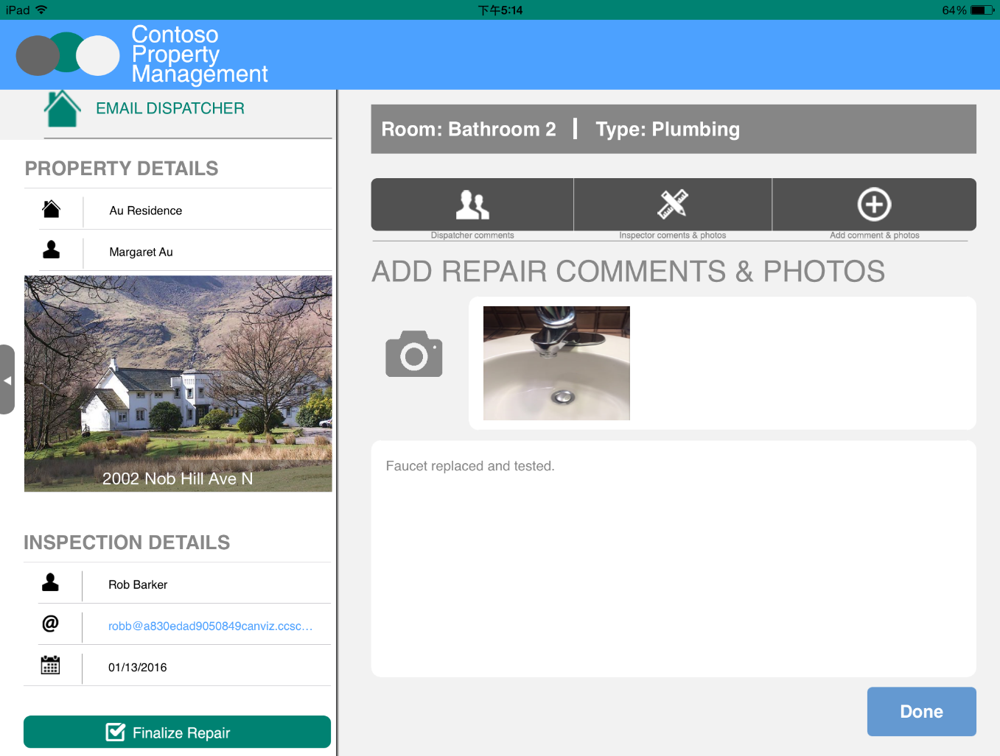 iPad
下午5:14
64%
Contoso
Property
Management
EMAIL DISPATCHER
PROPERTY DETAILS
Au Residence
Margaret Au
2002 Nob Hill Ave N
INSPECTION DETAILS
Rob Barker
@
robb@a830edad9050849canviz.ccsc...
01/13/2016
Finalize Repair
Room: Bathroom 2 | Type: Plumbing
Dispatcher comments
Inspector coments & photos
Add comment & photos
ADD REPAIR COMMENTS & PHOTOS
Faucet replaced and tested.
Done